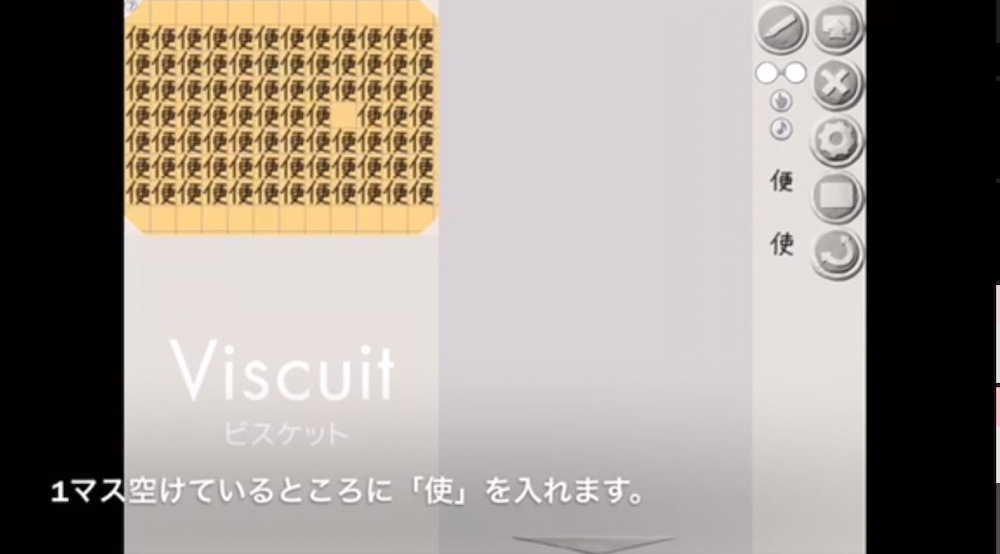 便便便便便便便便便便便便
便便便便便便便便便便便便
便便便便便便便便便便便便
便便便便便便便便 便便便
便便便便便便便便便便便便
便便便便便便便便便便便便
便便便便便便便便便便便便
便
使
Viscuit
ビスケット
1マス空けているところに「使」を入れます。